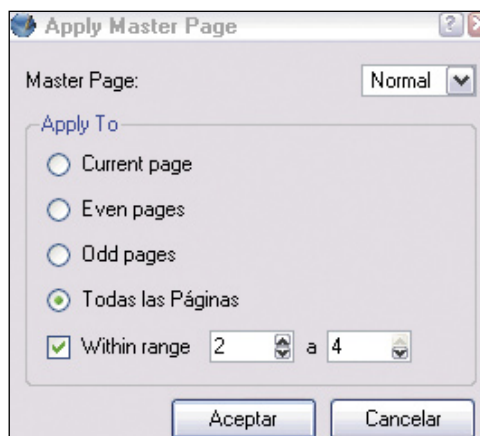 Apply Master Page
Master Page: Normal
Apply To
Current page
Even pages
Odd pages
Todas las Páginas
Within range 2 a 4
Aceptar Cancelar